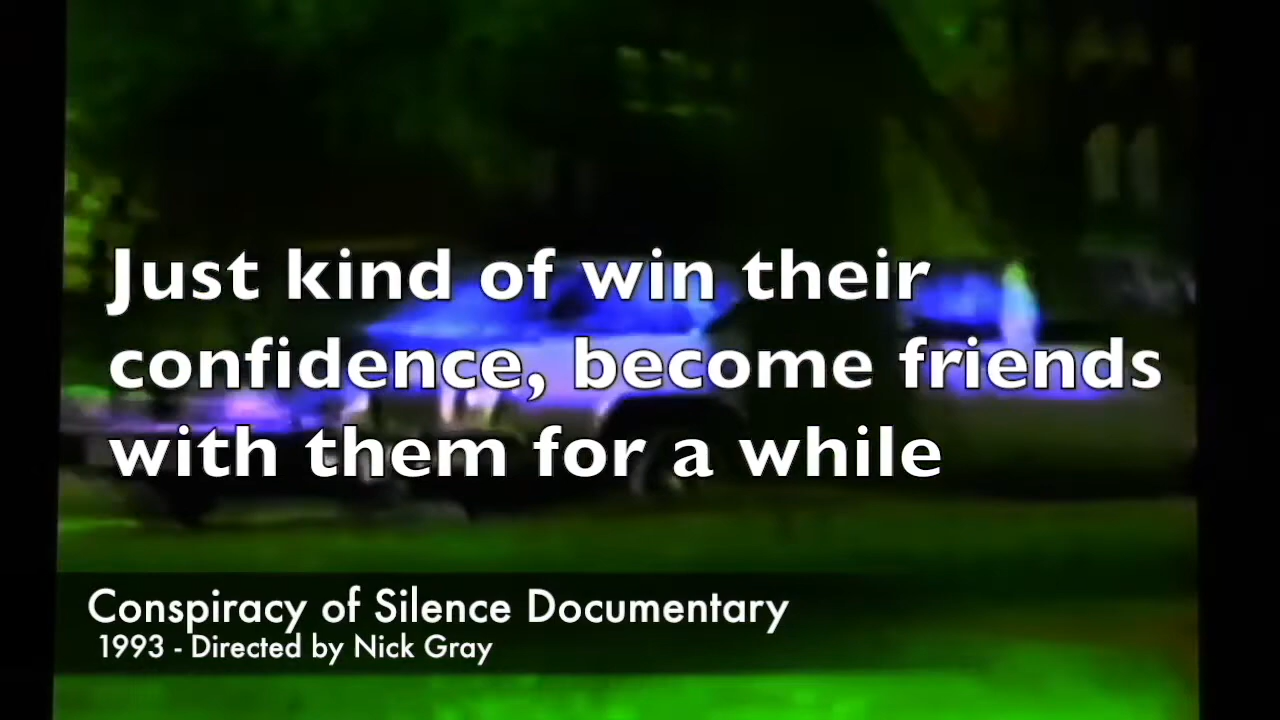 Just kind of win their
confidence, become friends
with them for a while
Conspiracy of Silence Documentary
1993 - Directed by Nick Gray